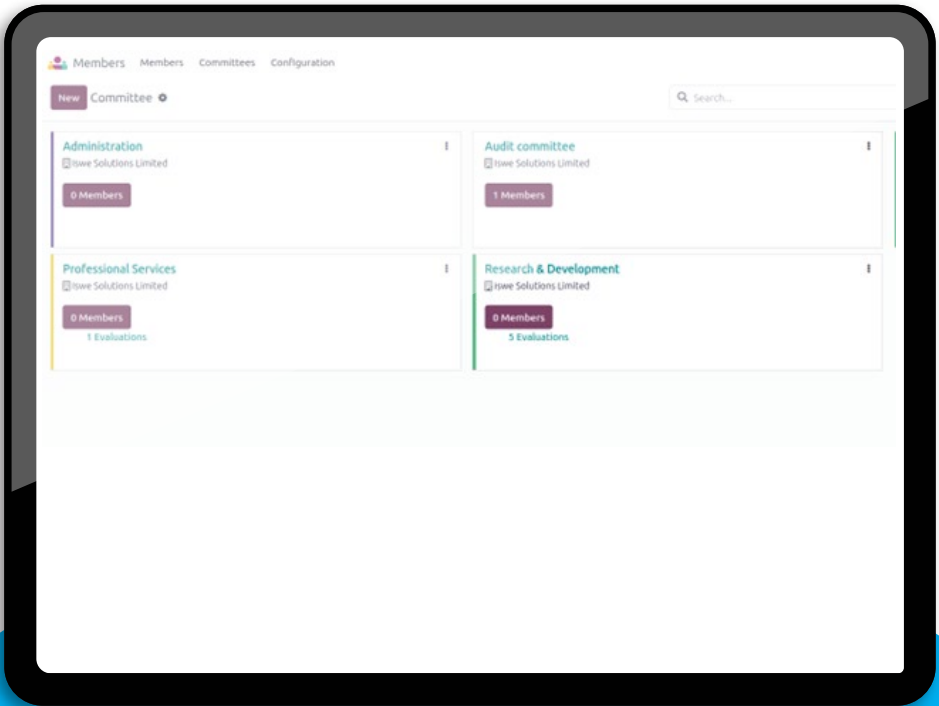 Members Members Committees Configuration
New Committee
Search...
Administration
Iswe Solutions Limited
0 Members
Audit committee
Iswe Solutions Limited
1 Members
Professional Services
Iswe Solutions Limited
0 Members
1 Evaluations
Research & Development
Iswe Solutions Limited
0 Members
5 Evaluations